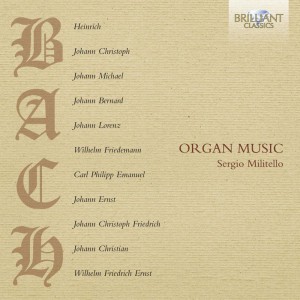 BRILLIANT
CLASSICS
BACH
Heinrich
Johann Christoph
Johann Michael
Johann Bernard
Johann Lorenz
Wilhelm Friedemann
Carl Philipp Emanuel
Johann Ernst
Johann Christoph Friedrich
Johann Christian
Wilhelm Friedrich Ernst
ORGAN MUSIC
Sergio Militello